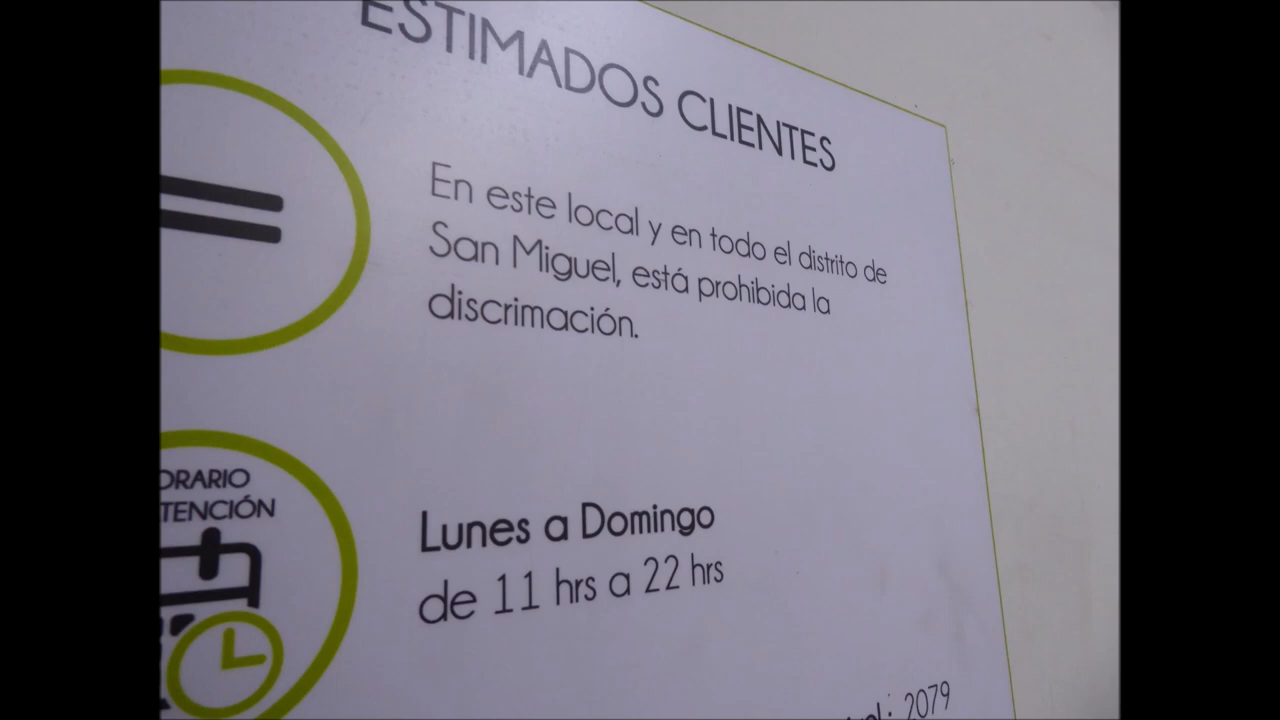 ESTIMADOS CLIENTES
En este local y en todo el distrito de
San Miguel, está prohibida la
discrimación.
ORARIO
TENCIÓN
Lunes a Domingo
de 11 hrs a 22 hrs
2079